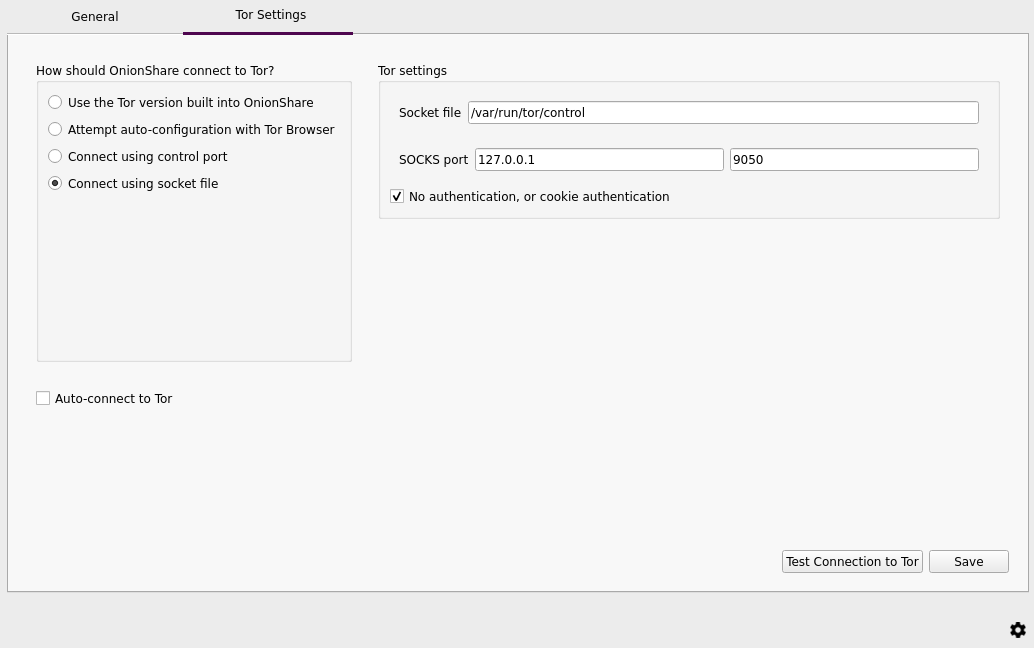 General
Tor Settings
How should OnionShare connect to Tor?
Use the Tor version built into OnionShare
Attempt auto-configuration with Tor Browser
Connect using control port
Connect using socket file
Auto-connect to Tor
Tor settings
Socket file /var/run/tor/control
SOCKS port 127.0.0.1 9050
No authentication, or cookie authentication
Test Connection to Tor
Save